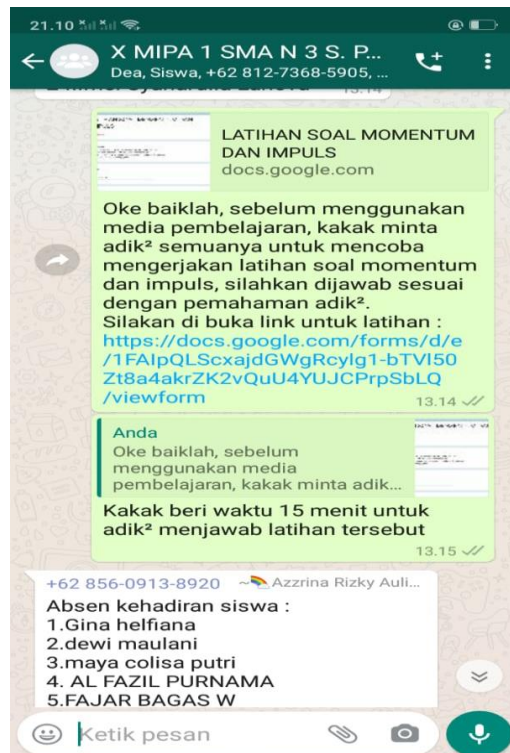 21.10
X MIPA 1 SMA N 3 S. P...
Dea, Siswa, +62 812-7368-5905, ...
13.14
LATIHAN SOAL MOMENTUM
DAN IMPULS
docs.google.com
Oke baiklah, sebelum menggunakan
media pembelajaran, kakak minta
adik² semuanya untuk mencoba
mengerjakan latihan soal momentum
dan impuls, silahkan dijawab sesuai
dengan pemahaman adik².
Silakan di buka link untuk latihan :
https://docs.google.com/forms/d/e
/1FAIpQLScxajdGWgRcylg1-bTVl50
Zt8a4akrZK2vQuU4YUJCPrpSbLQ
/viewform
13.14
Anda
Oke baiklah, sebelum
menggunakan media
pembelajaran, kakak minta adik...
Kakak beri waktu 15 menit untuk
adik² menjawab latihan tersebut
13.15
+62 856-0913-8920 ~🌈Azzrina Rizky Auli...
Absen kehadiran siswa :
1.Gina helfiana
2.dewi maulani
3.maya colisa putri
4. AL FAZIL PURNAMA
5.FAJAR BAGAS W
Ketik pesan